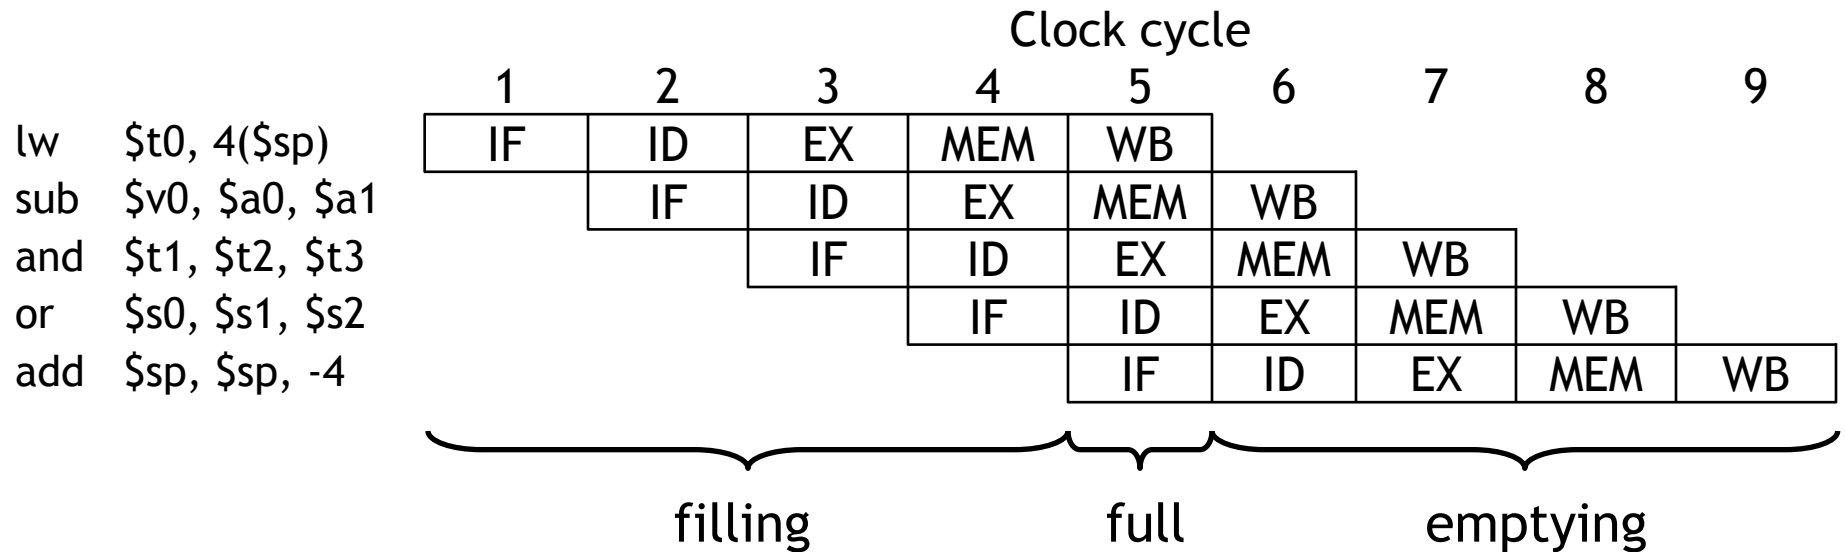 Clock cycle
1 2 3 4 5 6 7 8 9
lw $t0, 4($sp) IF ID EX MEM WB
sub $v0, $a0, $a1 IF ID EX MEM WB
and $t1, $t2, $t3 IF ID EX MEM WB
or $s0, $s1, $s2 IF ID EX MEM WB
add $sp, $sp, -4 IF ID EX MEM WB
filling full emptying